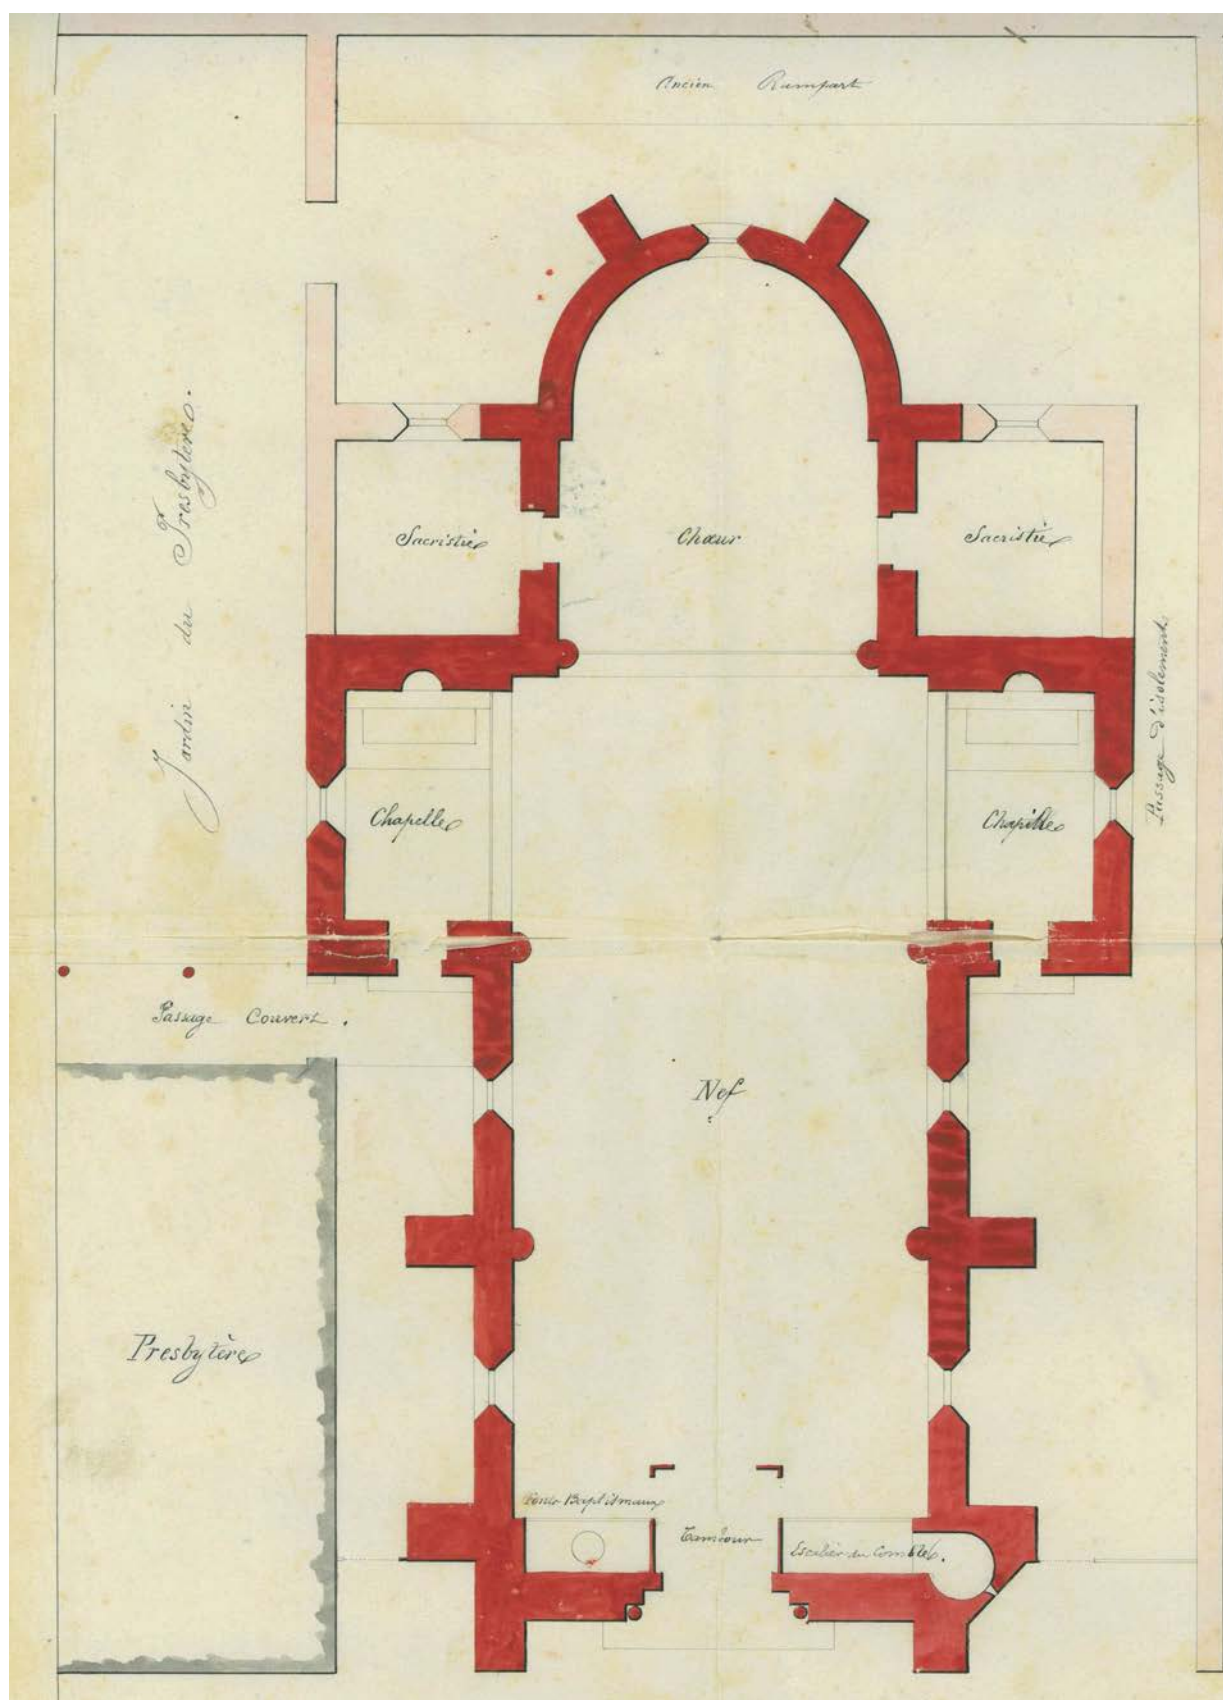 Ancien Rampart
Jardin du Presbytère.
Sacristie
Chœur
Sacristie
Passage d'isolement
Chapelle
Chapelle
Passage Couvert.
Nef
Presbytère
Fonts Baptismaux
Tambour
Escalier du Comble.